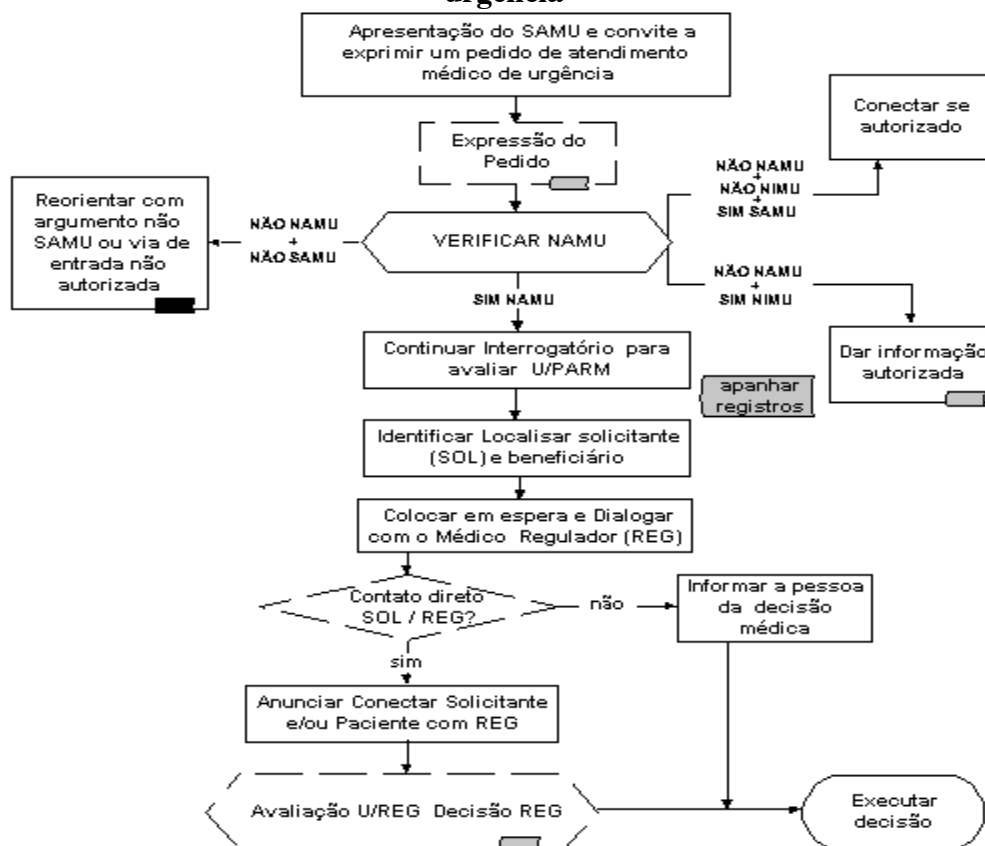 urgência
Apresentação do SAMU e convite a
exprimir um pedido de atendimento
médico de urgência
Expressão do
Pedido
Conectar se
autorizado
NÃO NAMU
+
NÃO NIMU
+
SIM SAMU
Reorientar com
argumento não
SAMU ou via de
entrada não
autorizada
NÃO NAMU
+
NÃO SAMU
VERIFICAR NAMU
NÃO NAMU
+
SIM NIMU
SIM NAMU
Continuar Interrogatório para
avaliar U/PARM
Dar informação
autorizada
apanhar
registros
Identificar Localisar solicitante
(SOL) e beneficiário
Colocar em espera e Dialogar
com o Médico Regulador (REG)
Contato direto
SOL / REG?
não
Informar a pessoa
da decisão
médica
sim
Anunciar Conectar Solicitante
e/ou Paciente com REG
Avaliação U/REG Decisão REG
Executar
decisão